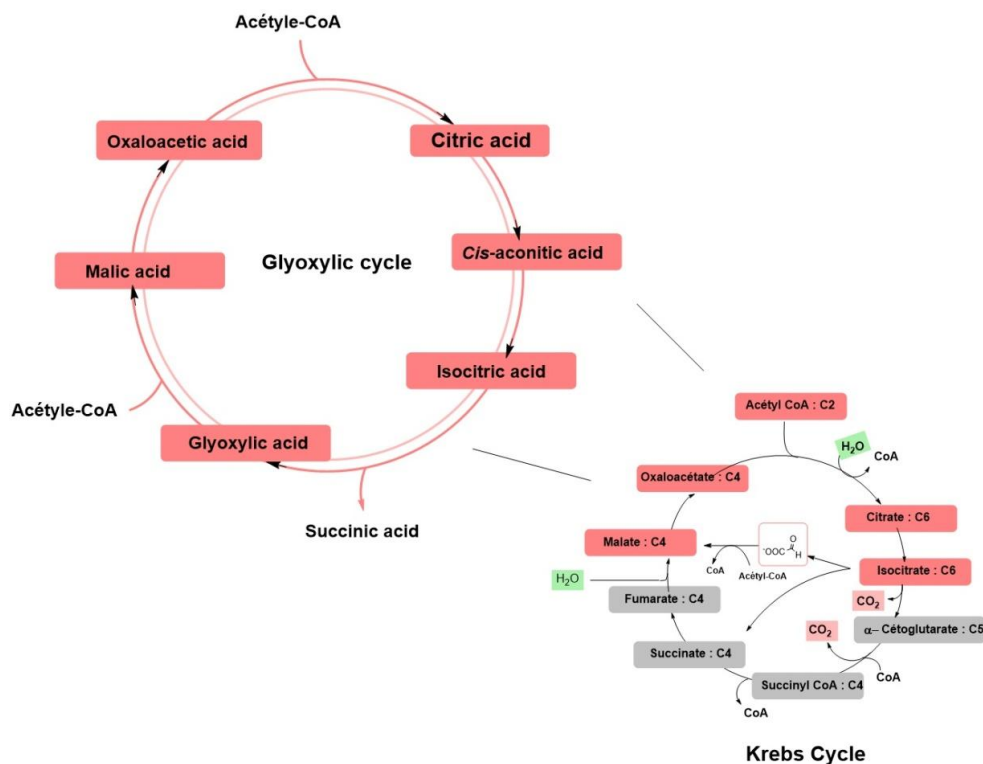 Acétyle-CoA
Oxaloacetic acid
Citric acid
Malic acid
Glyoxylic cycle
Cis-aconitic acid
Isocitric acid
Acétyle-CoA
Glyoxylic acid
Succinic acid
Acétyl CoA : C2
H2O
CoA
Oxaloacétate : C4
Citrate : C6
Malate : C4
-OOC
O
H
CoA
Acétyl-CoA
Isocitrate : C6
H2O
CO2
Fumarate : C4
α– Cétoglutarate : C5
CO2
Succinate : C4
CoA
Succinyl CoA : C4
CoA
Krebs Cycle